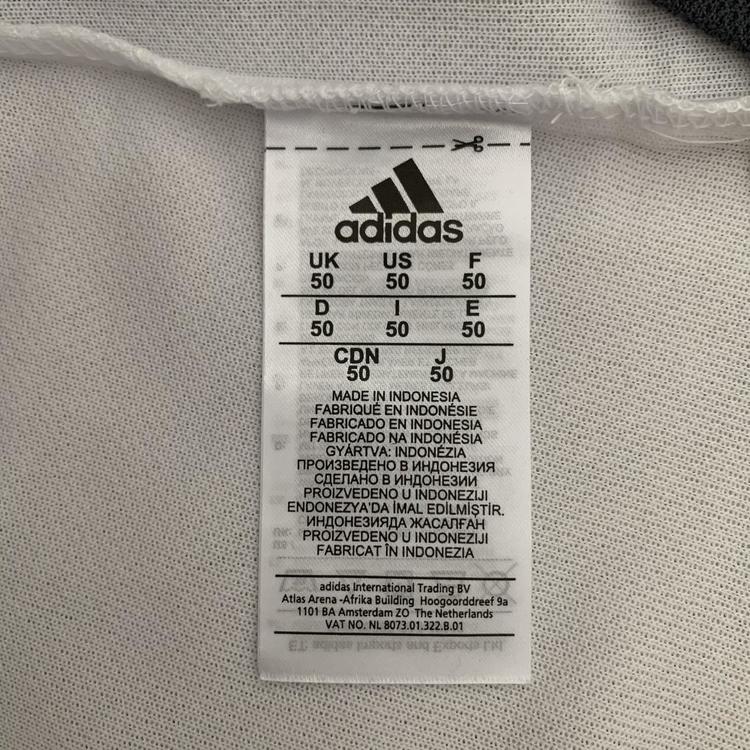 adidas
UK US F
50 50 50
D I E
50 50 50
CDN J
50 50
MADE IN INDONESIA
FABRIQUÉ EN INDONÉSIE
FABRICADO EN INDONESIA
FABRICADO NA INDONÉSIA
GYÁRTVA: INDONÉZIA
ПРОИЗВЕДЕНО В ИНДОНЕЗИЯ
СДЕЛАНО В ИНДОНЕЗИИ
PROIZVEDENO U INDONEZIJI
ENDONEZYA'DA İMAL EDİLMİŞTİR.
ИНДОНЕЗИЯДА ЖАСАЛҒАН
PROIZVEDENO U INDONEZIJI
FABRICAT ÎN INDONEZIA
adidas International Trading BV
Atlas Arena -Afrika Building Hoogoorddreef 9a
1101 BA Amsterdam ZO The Netherlands
VAT NO. NL 8073.01.322.B.01